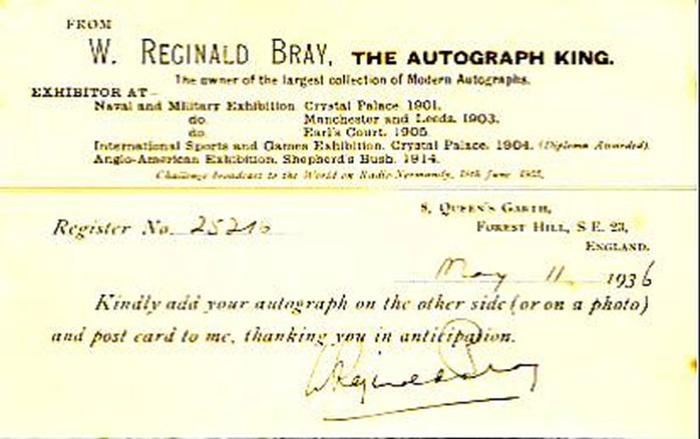 FROM
W. REGINALD BRAY, THE AUTOGRAPH KING.
The owner of the largest collection of Modern Autographs.
EXHIBITOR AT—
Naval and Military Exhibition, Crystal Palace, 1901.
do. Manchester and Leeds, 1903.
do. Earl's Court, 1905.
International Sports and Games Exhibition, Crystal Palace, 1904. (Diploma Awarded).
Anglo-American Exhibition, Shepherd's Bush, 1914.
Challenge broadcast to the World on Radio-Normandy, June
Register No. 25216
8, QUEEN'S GARTH,
FOREST HILL, S.E. 23,
ENGLAND.
May 11 1936
Kindly add your autograph on the other side (or on a photo)
and post card to me, thanking you in anticipation.
W Reginald Bray